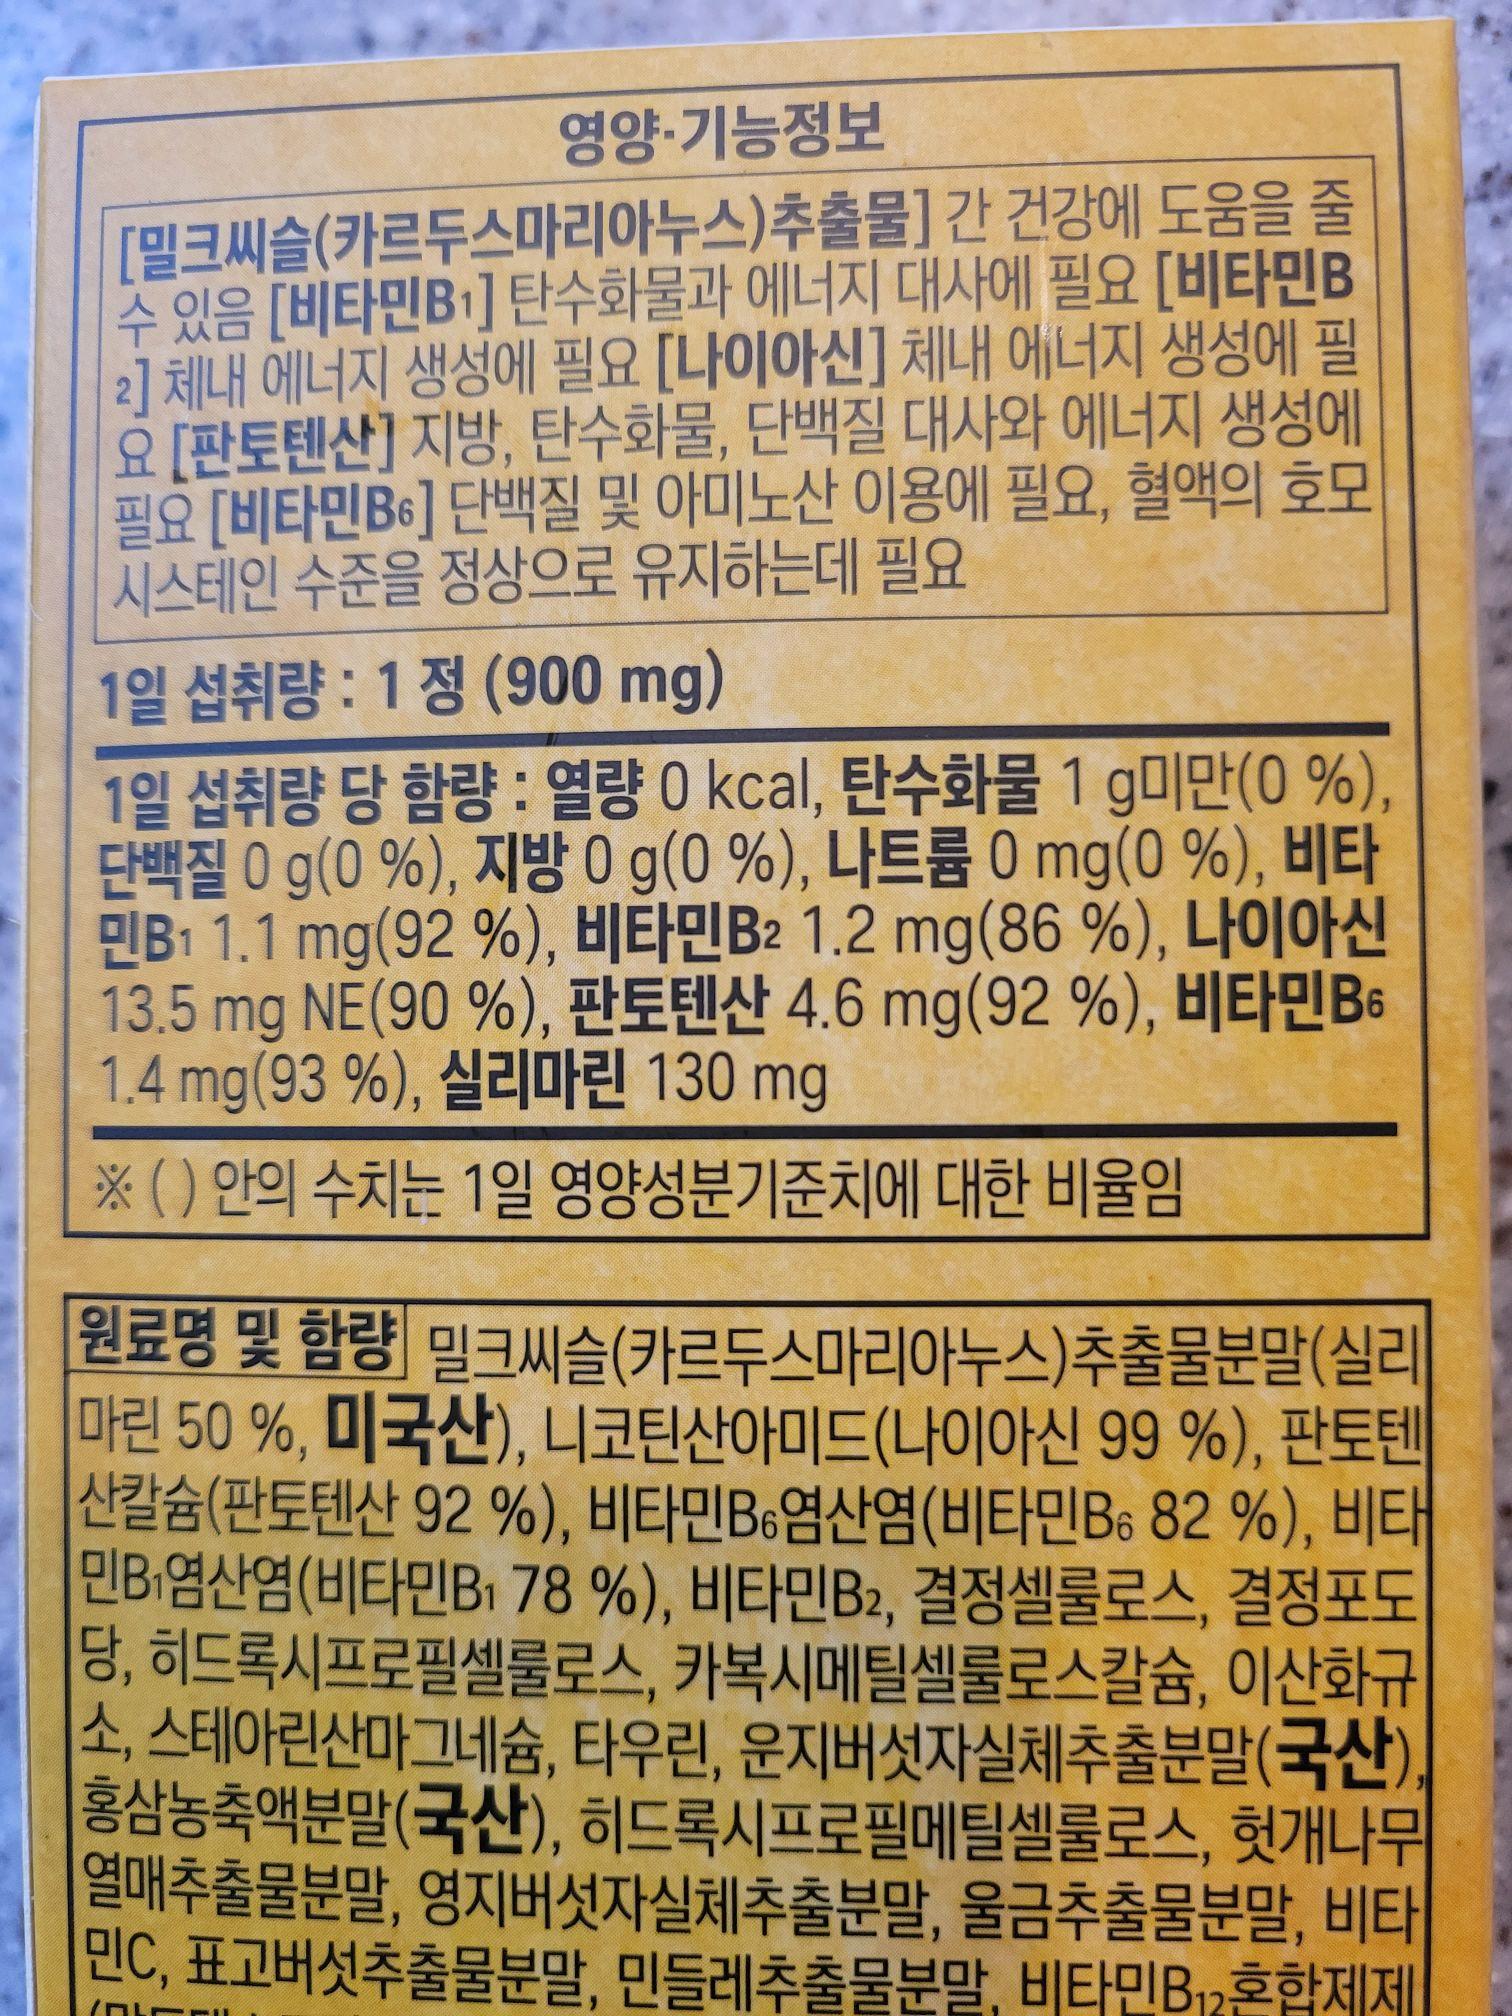 영양·기능정보
[밀크씨슬(카르두스마리아누스)추출물] 간 건강에 도움을 줄
수 있음 [비타민B₁] 탄수화물과 에너지 대사에 필요 [비타민B
₂] 체내 에너지 생성에 필요 [나이아신] 체내 에너지 생성에 필
요 [판토텐산] 지방, 탄수화물, 단백질 대사와 에너지 생성에
필요 [비타민B₆] 단백질 및 아미노산 이용에 필요, 혈액의 호모
시스테인 수준을 정상으로 유지하는데 필요
1일 섭취량 : 1 정 (900 mg)
1일 섭취량 당 함량 : 열량 0 kcal, 탄수화물 1 g미만(0 %),
단백질 0 g(0 %), 지방 0 g(0 %), 나트륨 0 mg(0 %), 비타
민B₁ 1.1 mg(92 %), 비타민B₂ 1.2 mg(86 %), 나이아신
13.5 mg NE(90 %), 판토텐산 4.6 mg(92 %), 비타민B₆
1.4 mg(93 %), 실리마린 130 mg
※ ( ) 안의 수치는 1일 영양성분기준치에 대한 비율임
원료명 및 함량 밀크씨슬(카르두스마리아누스)추출물분말(실리
마린 50 %, 미국산), 니코틴산아미드(나이아신 99 %), 판토텐
산칼슘(판토텐산 92 %), 비타민B₆염산염(비타민B₆ 82 %), 비타
민B₁염산염(비타민B₁ 78 %), 비타민B₂, 결정셀룰로스, 결정포도
당, 히드록시프로필셀룰로스, 카복시메틸셀룰로스칼슘, 이산화규
소, 스테아린산마그네슘, 타우린, 운지버섯자실체추출분말(국산),
홍삼농축액분말(국산), 히드록시프로필메틸셀룰로스, 헛개나무
열매추출물분말, 영지버섯자실체추출분말, 울금추출물분말, 비타
민C, 표고버섯추출물분말, 민들레추출물분말, 비타민B₁₂혼합제제